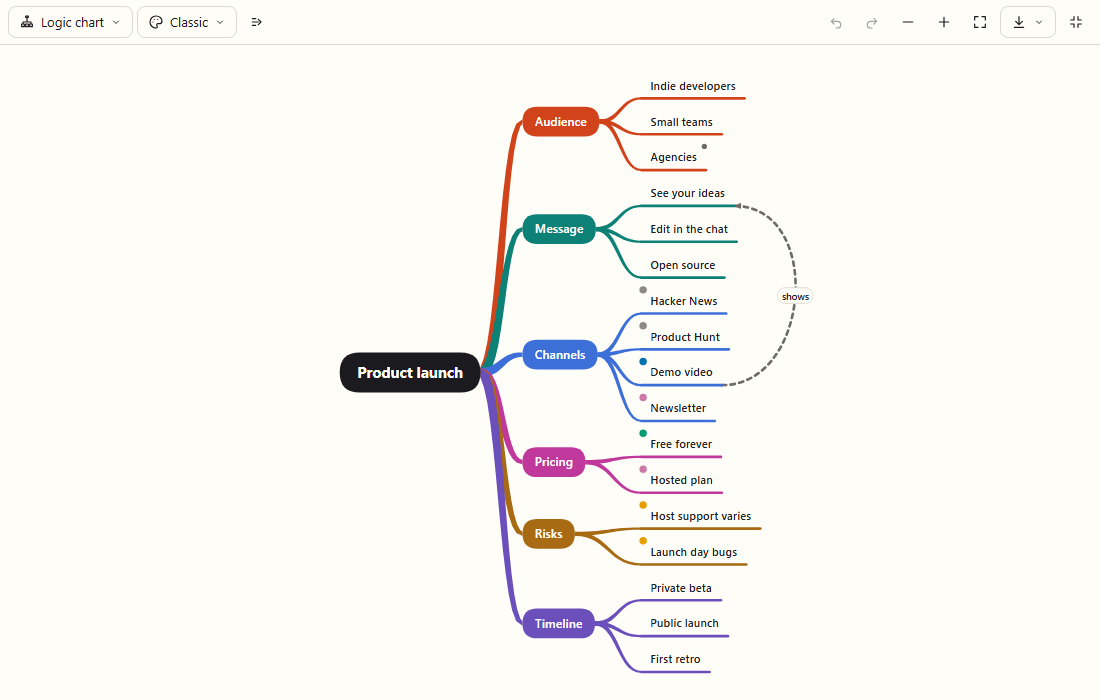 Logic chart
Classic
Product launch
Audience
Indie developers
Small teams
Agencies
Message
See your ideas
Edit in the chat
Open source
shows
Channels
Hacker News
Product Hunt
Demo video
Newsletter
Pricing
Free forever
Hosted plan
Risks
Host support varies
Launch day bugs
Timeline
Private beta
Public launch
First retro